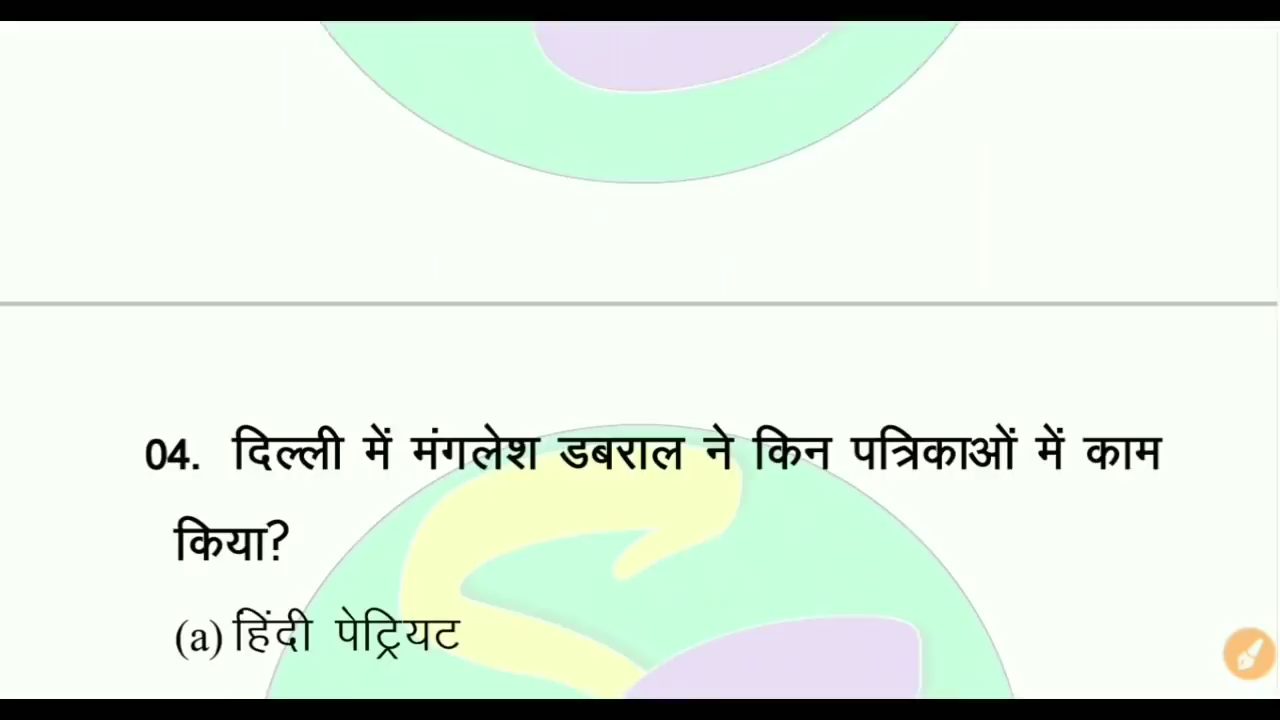 04. दिल्ली में मंगलेश डबराल ने किन पत्रिकाओं में काम
किया?
(a) हिंदी पेट्रियट